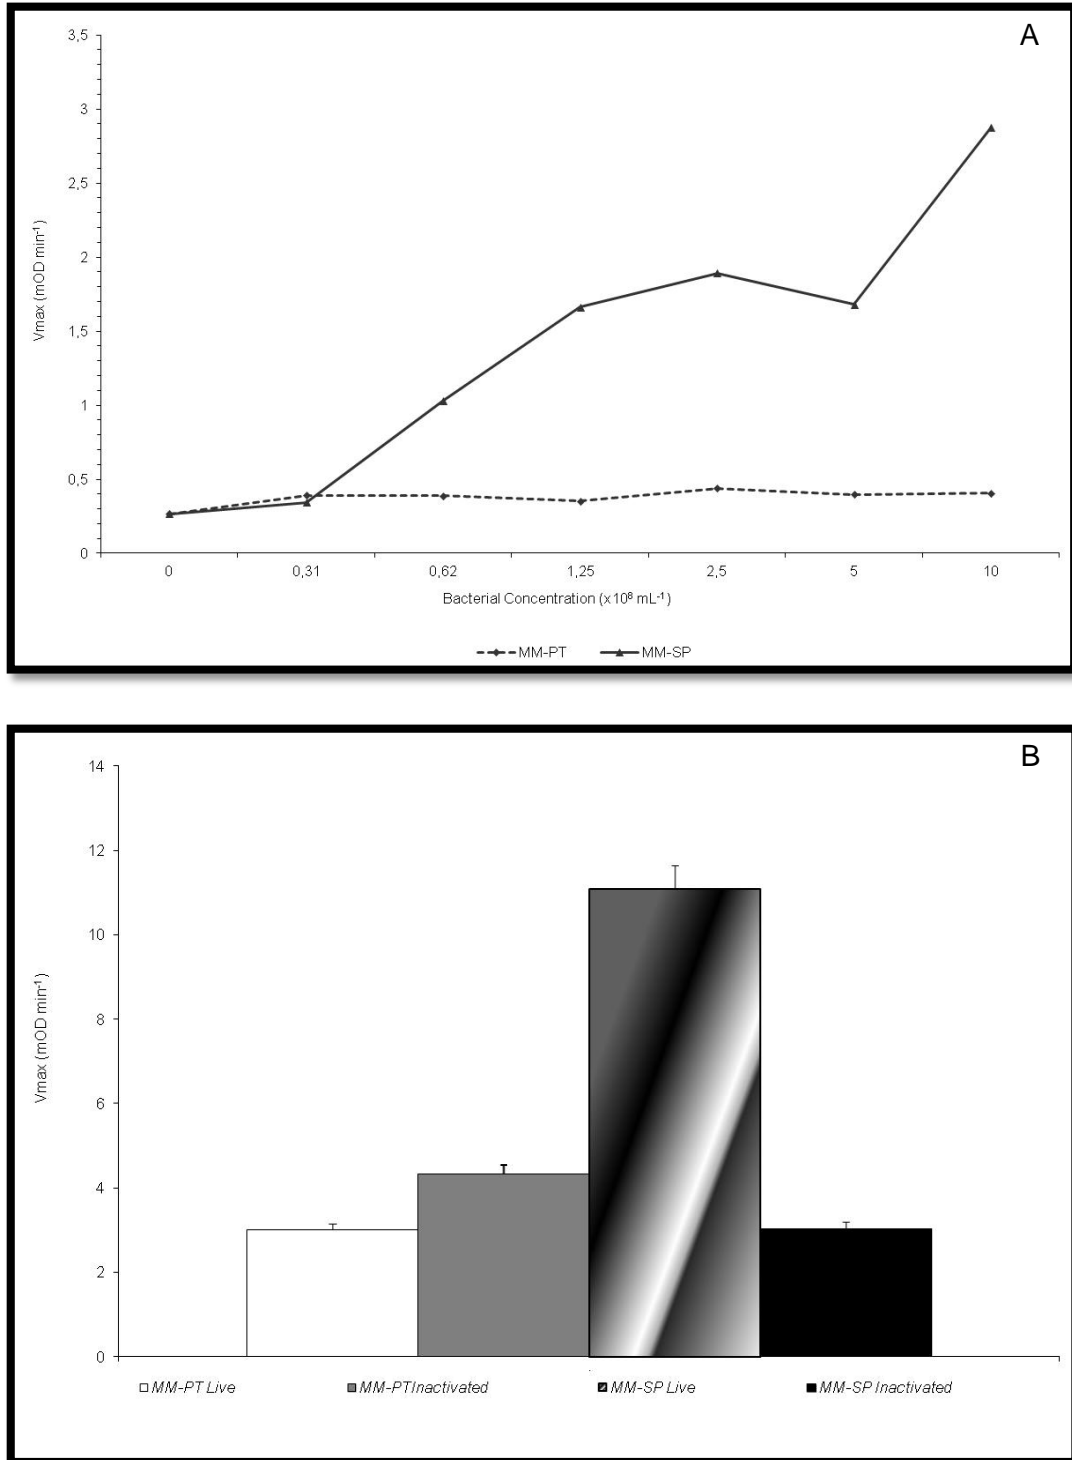 A
3,5
3
2,5
2
1,5
1
0,5
0
Vmax (mOD min⁻¹)
0 0,31 0,62 1,25 2,5 5 10
Bacterial Concentration (x10⁸ mL⁻¹)
MM-PT MM-SP
B
14
12
10
8
6
4
2
0
Vmax (mOD min⁻¹)
MM-PT Live MM-PTInactivated MM-SP Live MM-SP Inactivated